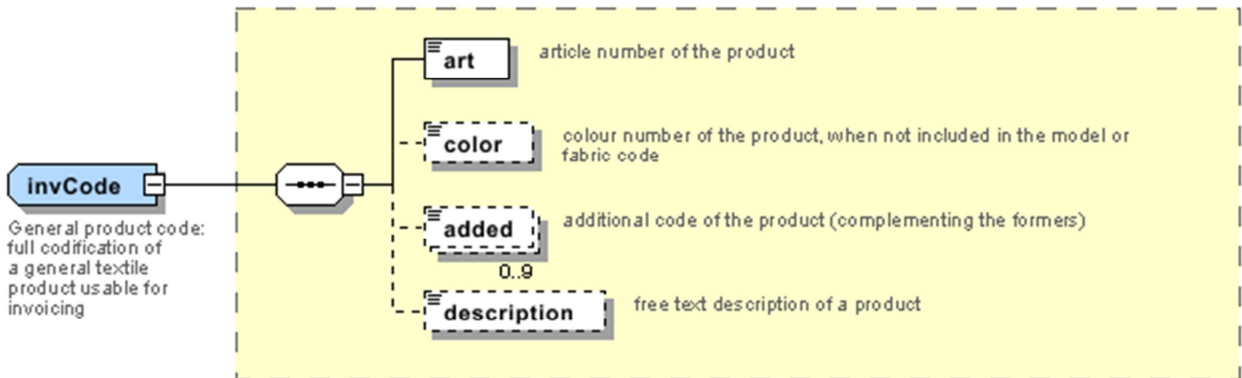 art
article number of the product
color
colour number of the product, when not included in the model or
fabric code
invCode
General product code:
full codification of
a general textile
product usable for
invoicing
added
additional code of the product (complementing the formers)
0..9
description
free text description of a product